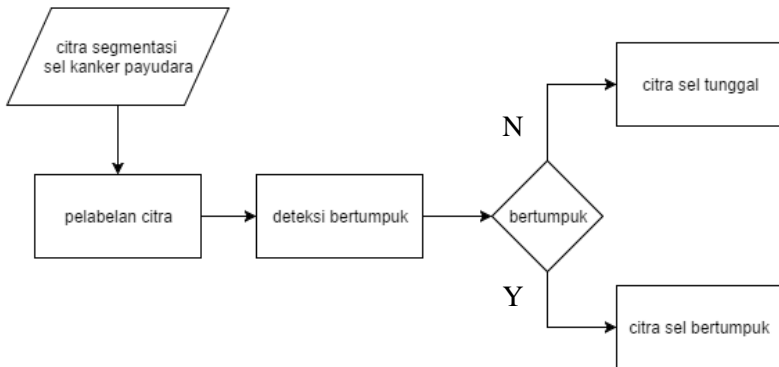 citra segmentasi
sel kanker payudara
pelabelan citra
deteksi bertumpuk
bertumpuk
N
citra sel tunggal
Y
citra sel bertumpuk